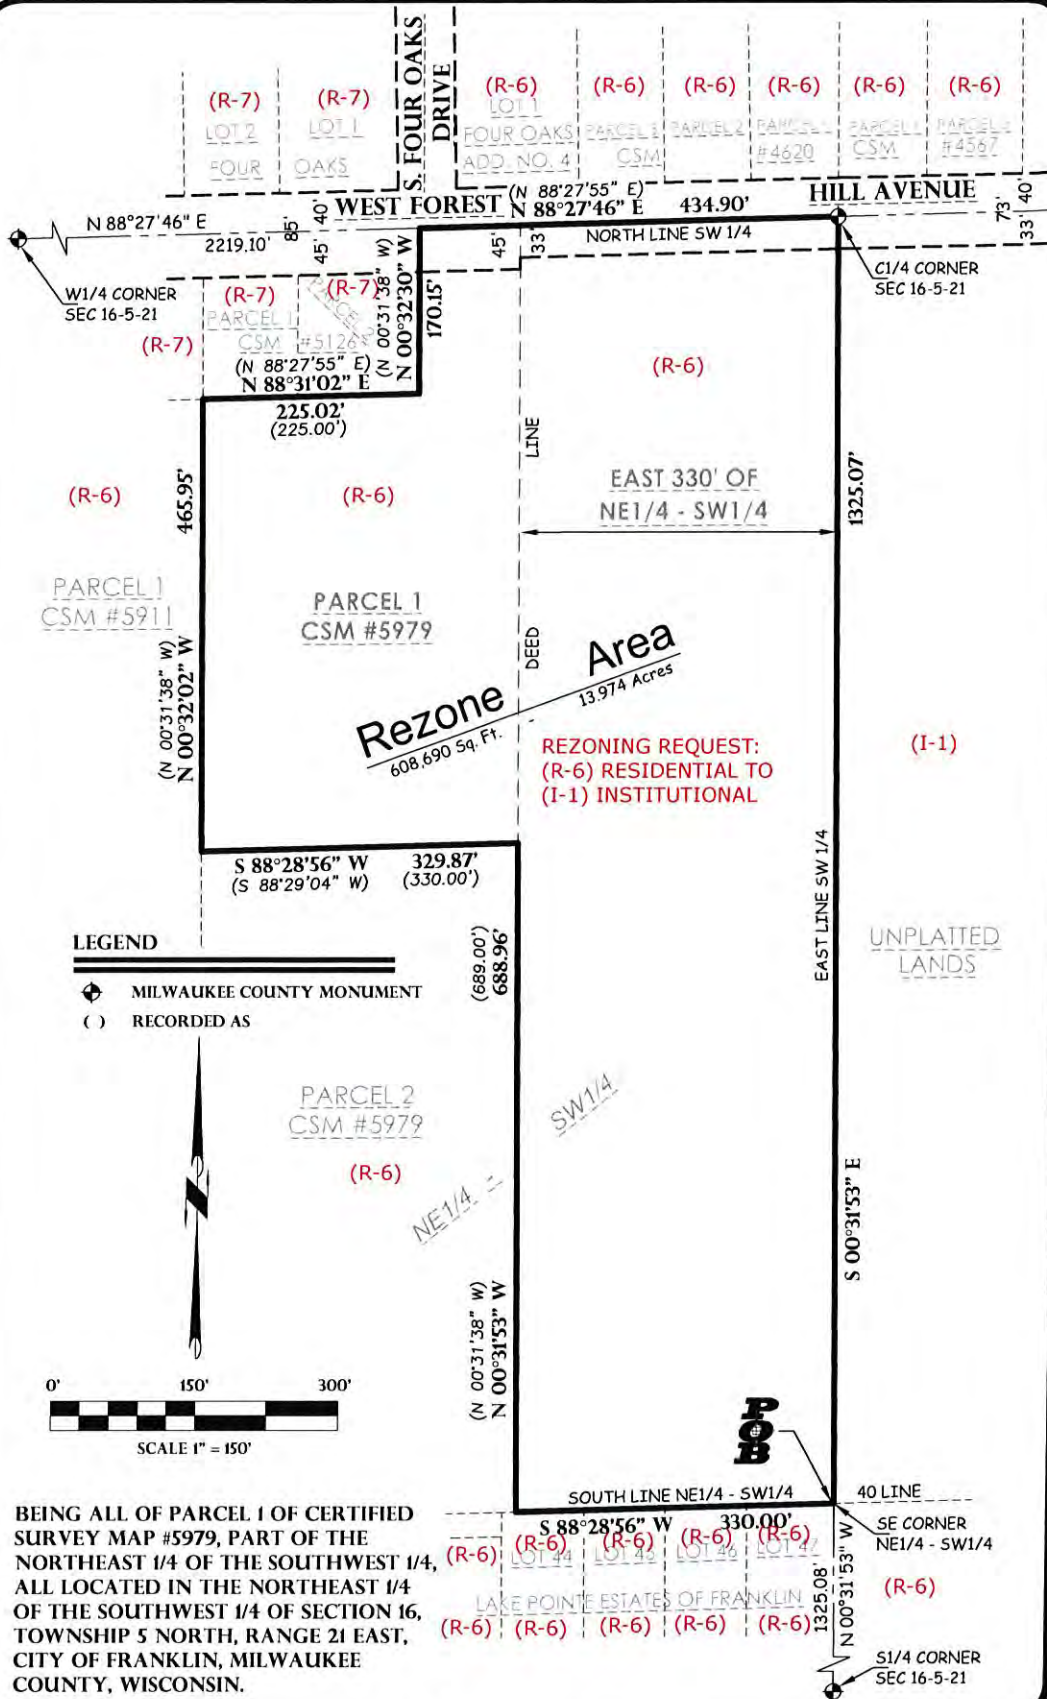 S. FOUR OAKS
DRIVE
(R-7)
LOT 2
FOUR
(R-7)
LOT 1
OAKS
(R-6)
LOT 1
FOUR OAKS
ADD. NO. 4
(R-6)
CSM
(R-6)
PARCEL 2
(R-6)
#4620
(R-6)
PARCEL 1
CSM
(R-6)
#4567
(N 88°27'55" E)
WEST FOREST
HILL AVENUE
N 88°27'46" E
2219.10'
85'
45' 40'
N 88°27'46" E 434.90'
NORTH LINE SW 1/4
73'
33' 40'
45'
33'
W1/4 CORNER
SEC 16-5-21
C1/4 CORNER
SEC 16-5-21
(R-7)
PARCEL 1
CSM #5126
(R-7)
PARCEL 2
(R-7)
(N 00°31'38" W)
N 00°32'30" W
170.15'
(N 88°27'55" E)
N 88°31'02" E
225.02'
(225.00')
(R-6)
(R-6)
(R-6)
465.95'
EAST 330' OF
NE1/4 - SW1/4
DEED LINE
1325.07'
PARCEL 1
CSM #5911
PARCEL 1
CSM #5979
(N 00°31'38" W)
N 00°32'02" W
Rezone Area
608,690 Sq. Ft. - 13.974 Acres
REZONING REQUEST:
(R-6) RESIDENTIAL TO
(I-1) INSTITUTIONAL
(I-1)
S 88°28'56" W 329.87'
(S 88°29'04" W) (330.00')
EAST LINE SW 1/4
UNPLATTED
LANDS
LEGEND
MILWAUKEE COUNTY MONUMENT
( ) RECORDED AS
(689.00')
688.96'
PARCEL 2
CSM #5979
(R-6)
NE1/4 - SW1/4
S 00°31'53" E
(N 00°31'38" W)
N 00°31'53" W
N
0' 150' 300'
SCALE 1" = 150'
POB
SOUTH LINE NE1/4 - SW1/4
40 LINE
S 88°28'56" W 330.00'
SE CORNER
NE1/4 - SW1/4
(R-6) (R-6) (R-6) (R-6) (R-6)
LOT 44 LOT 45 LOT 46 LOT 47
LAKE POINTE ESTATES OF FRANKLIN
(R-6) (R-6) (R-6) (R-6) (R-6)
(R-6)
1325.08'
N 00°31'53" W
S1/4 CORNER
SEC 16-5-21
BEING ALL OF PARCEL 1 OF CERTIFIED
SURVEY MAP #5979, PART OF THE
NORTHEAST 1/4 OF THE SOUTHWEST 1/4,
ALL LOCATED IN THE NORTHEAST 1/4
OF THE SOUTHWEST 1/4 OF SECTION 16,
TOWNSHIP 5 NORTH, RANGE 21 EAST,
CITY OF FRANKLIN, MILWAUKEE
COUNTY, WISCONSIN.